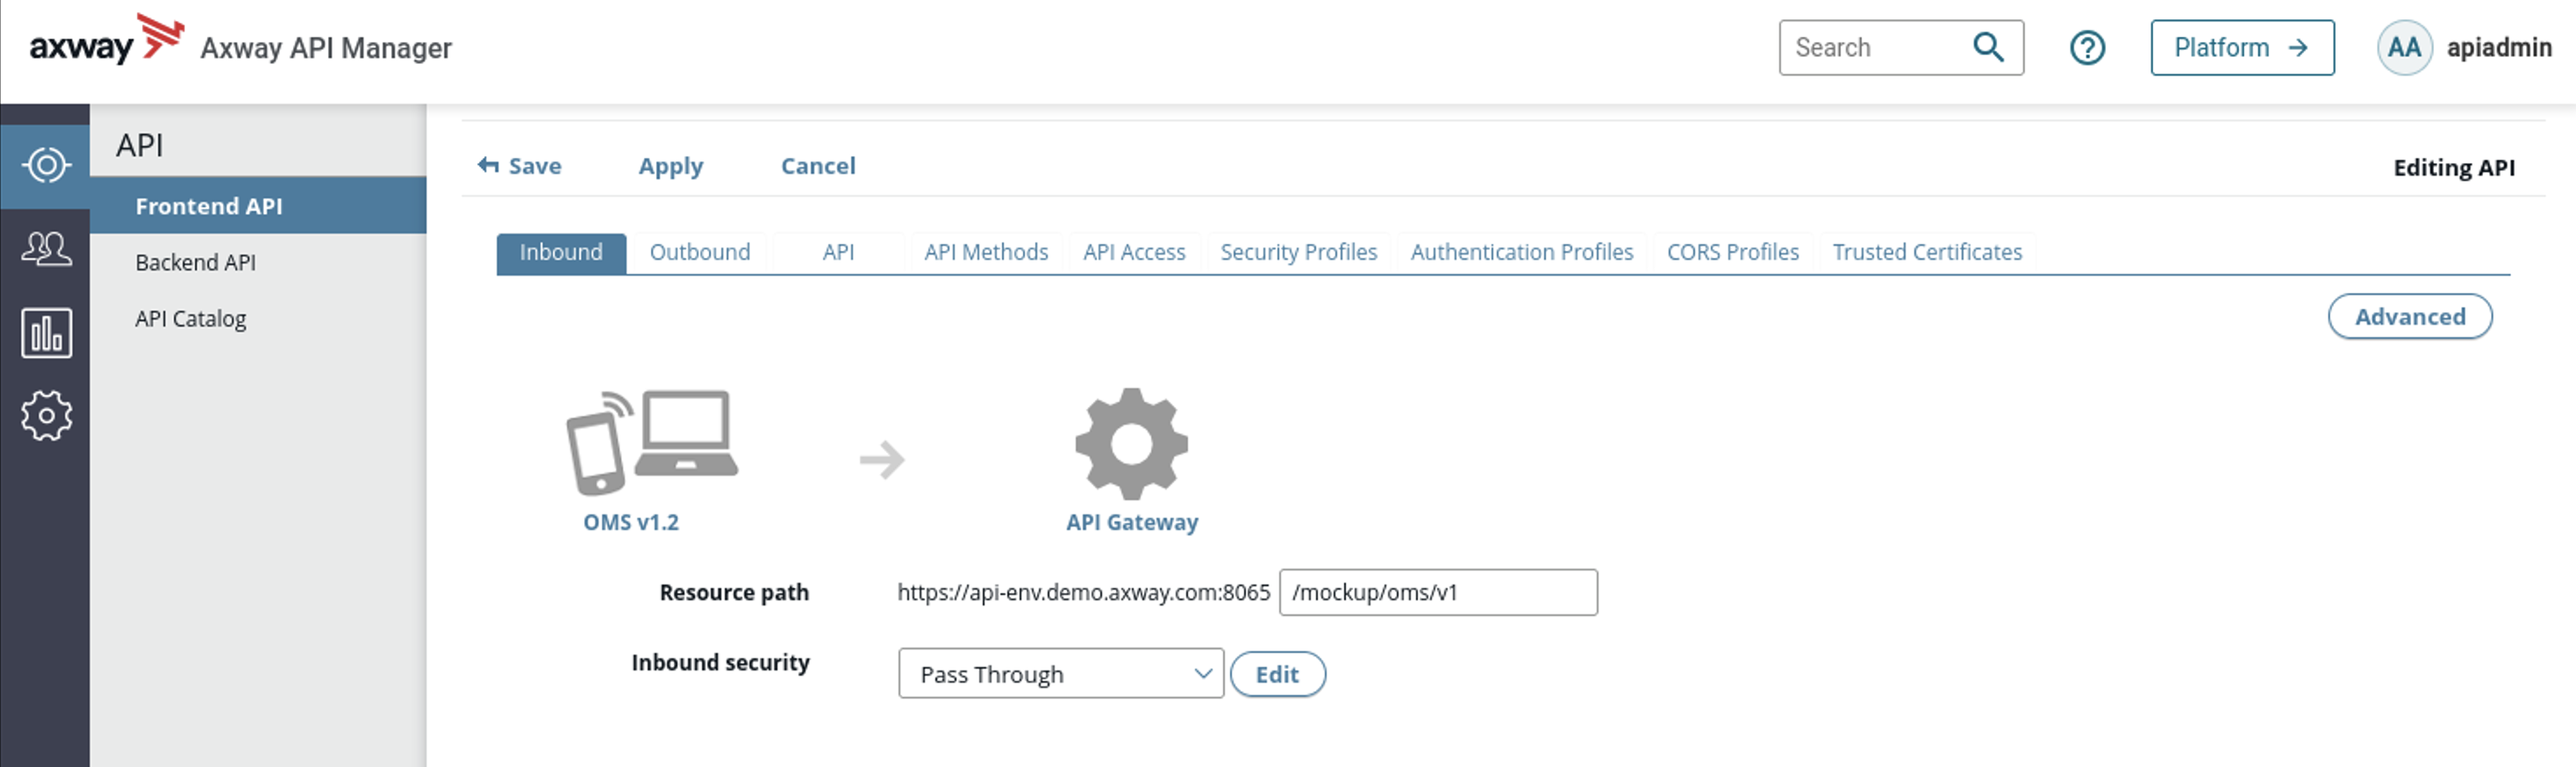 axway Axway API Manager Search Platform → AA apiadmin
API
Frontend API
Backend API
API Catalog
Save Apply Cancel Editing API
Inbound Outbound API API Methods API Access Security Profiles Authentication Profiles CORS Profiles Trusted Certificates
Advanced
OMS v1.2 API Gateway
Resource path https://api-env.demo.axway.com:8065 /mockup/oms/v1
Inbound security Pass Through Edit